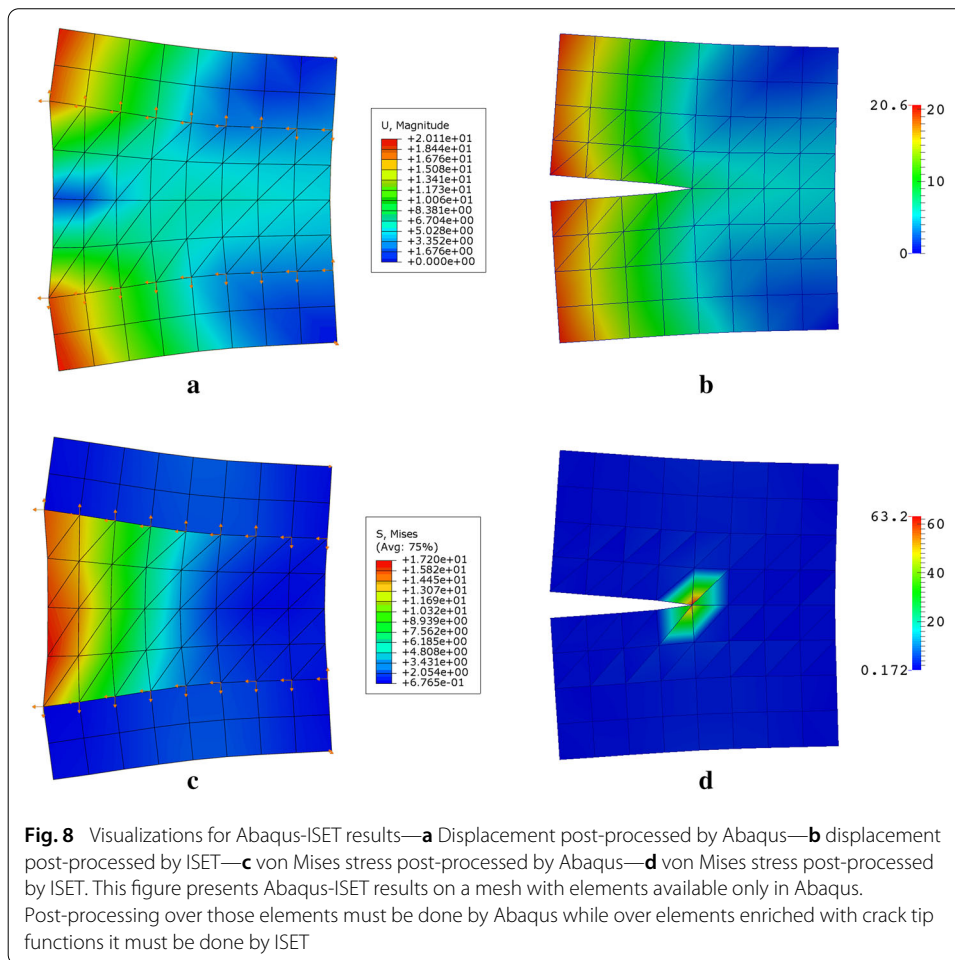 U, Magnitude
+2.011e+01
+1.844e+01
+1.676e+01
+1.508e+01
+1.341e+01
+1.173e+01
+1.006e+01
+8.381e+00
+6.704e+00
+5.028e+00
+3.352e+00
+1.676e+00
+0.000e+00
20.6
20
10
0
a
b
S, Mises
(Avg: 75%)
+1.720e+01
+1.582e+01
+1.445e+01
+1.307e+01
+1.169e+01
+1.032e+01
+8.939e+00
+7.562e+00
+6.185e+00
+4.808e+00
+3.431e+00
+2.054e+00
+6.765e-01
63.2
60
40
20
0.172
c
d
Fig. 8 Visualizations for Abaqus-ISET results—a Displacement post-processed by Abaqus—b displacement
post-processed by ISET—c von Mises stress post-processed by Abaqus—d von Mises stress post-processed
by ISET. This figure presents Abaqus-ISET results on a mesh with elements available only in Abaqus.
Post-processing over those elements must be done by Abaqus while over elements enriched with crack tip
functions it must be done by ISET